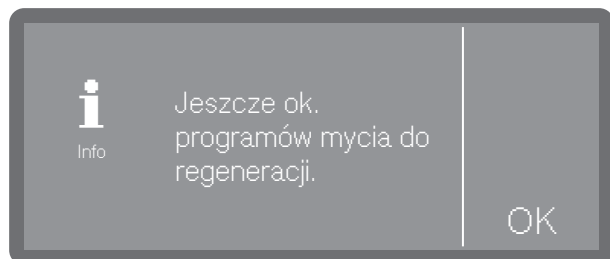 Jeszcze ok.
programów mycia do
regeneracji.
Info
OK